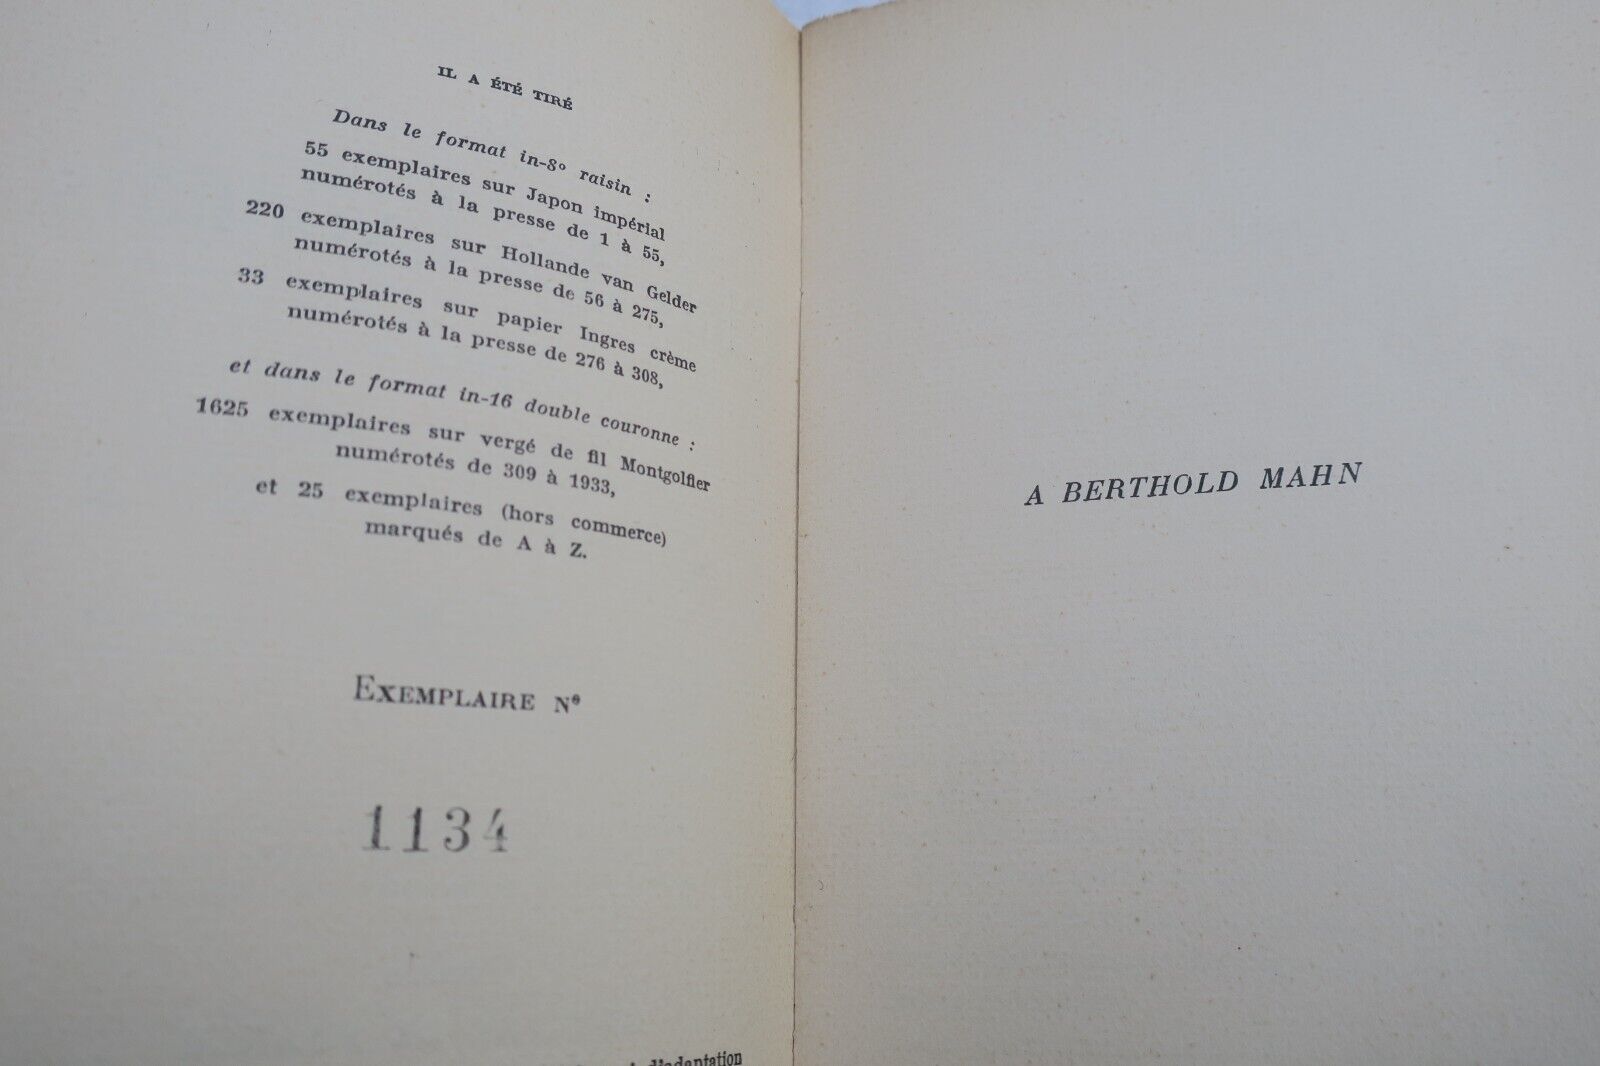 IL A ÉTÉ TIRÉ
Dans le format in-8º raisin :
55 exemplaires sur Japon impérial
numérotés à la presse de 1 à 55,
220 exemplaires sur Hollande van Gelder
numérotés à la presse de 56 à 275,
33 exemplaires sur papier Ingres crème
numérotés à la presse de 276 à 308,
et dans le format in-16 double couronne :
1625 exemplaires sur vergé de fil Montgolfier
numérotés de 309 à 1933,
et 25 exemplaires (hors commerce)
marqués de A à Z.
EXEMPLAIRE Nº
1134
d'adaptation
A BERTHOLD MAHN